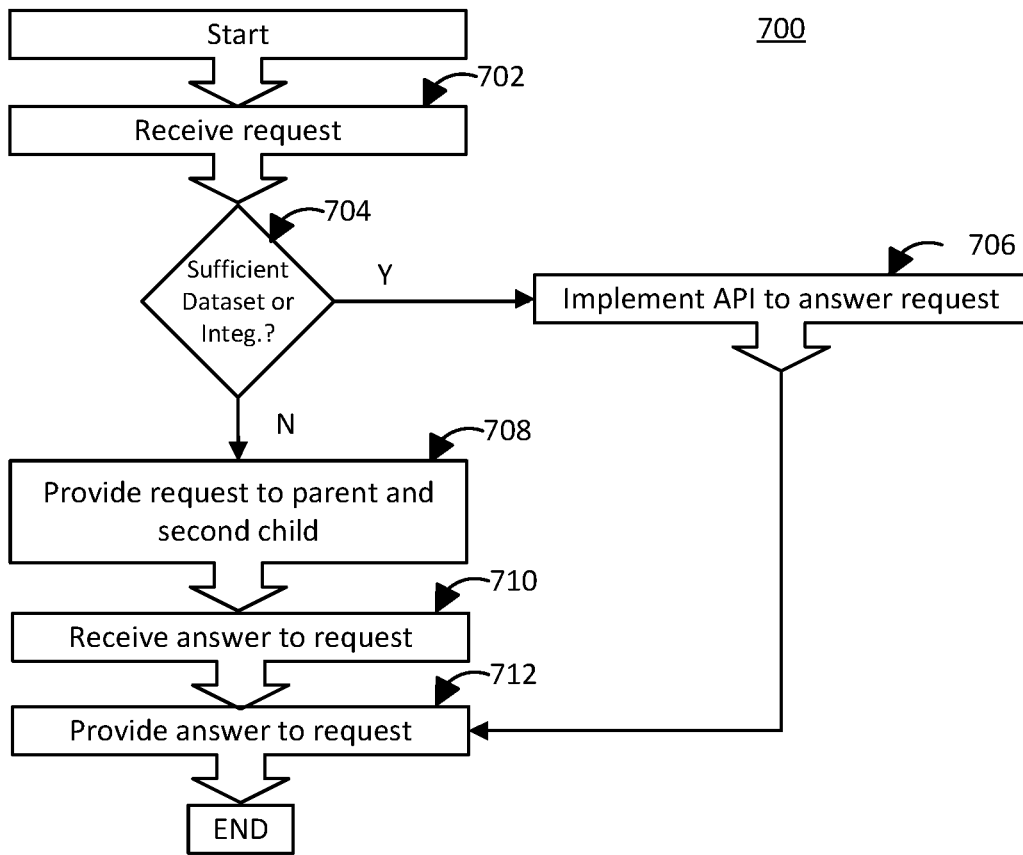 Start
700
702
Receive request
704
Sufficient
Dataset or
Integ.?
Y
706
Implement API to answer request
N
708
Provide request to parent and
second child
710
Receive answer to request
712
Provide answer to request
END